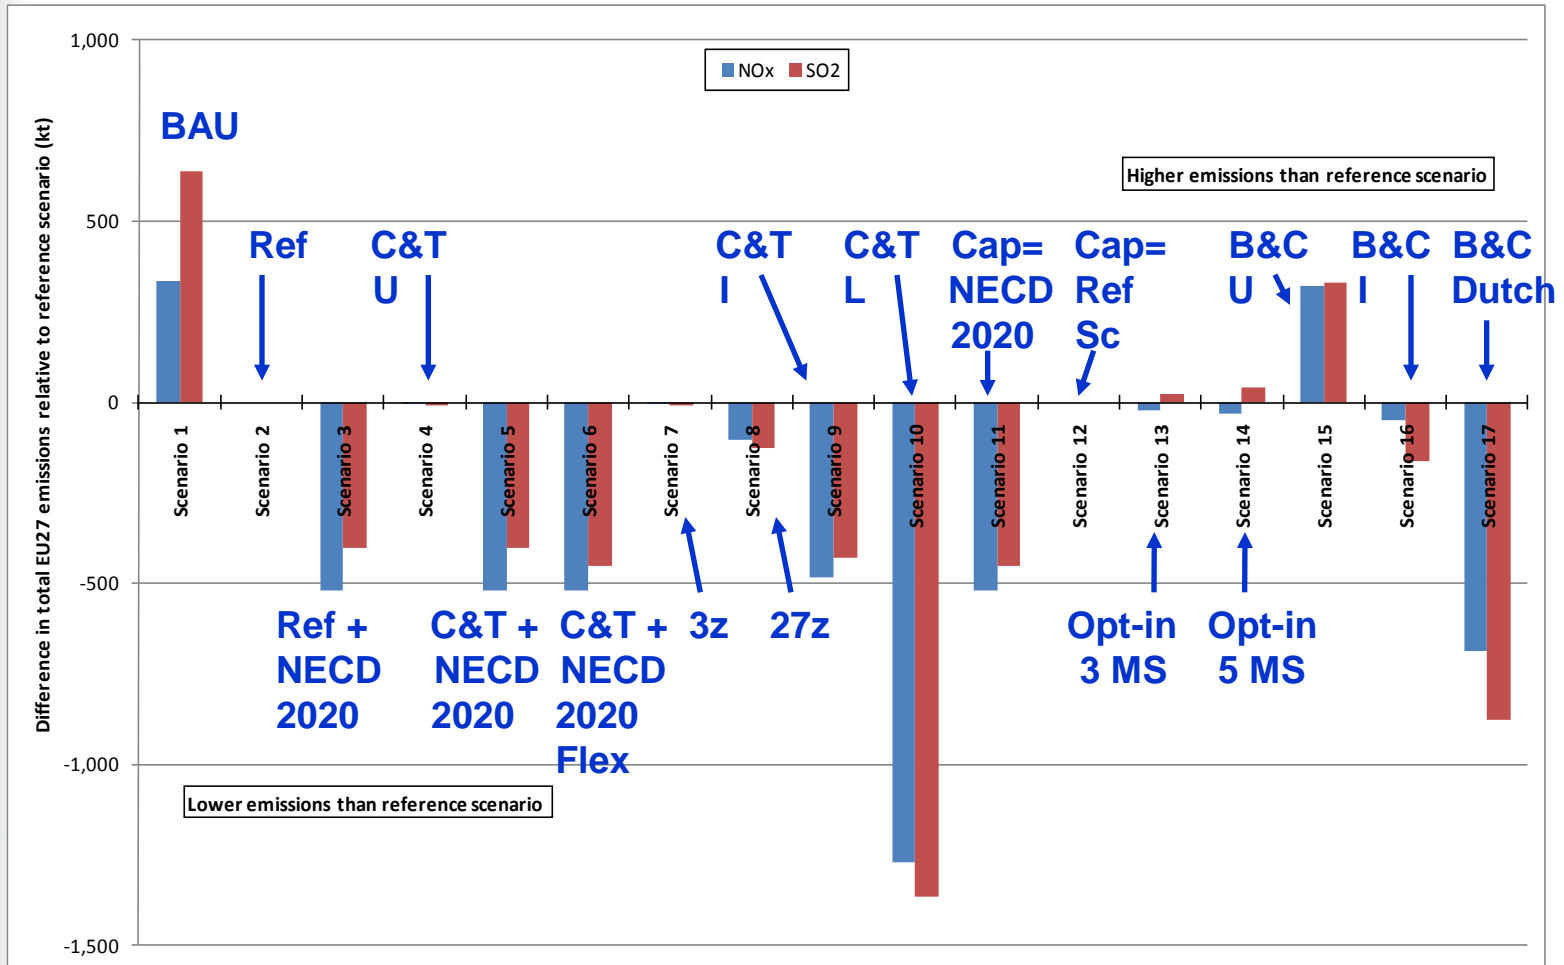 1,000
NOx SO2
BAU
Higher emissions than reference scenario
500
Ref
C&T
U
C&T
I
C&T
L
Cap=
NECD
2020
Cap=
Ref
Sc
B&C
U
B&C
I
B&C
Dutch
Difference in total EU27 emissions relative to reference scenario (kt)
0
Scenario 1
Scenario 2
Scenario 3
Scenario 4
Scenario 5
Scenario 6
Scenario 7
Scenario 8
Scenario 9
Scenario 10
Scenario 11
Scenario 12
Scenario 13
Scenario 14
Scenario 15
Scenario 16
Scenario 17
-500
Ref +
NECD
2020
C&T +
NECD
2020
C&T +
NECD
2020
Flex
3z
27z
Opt-in
3 MS
Opt-in
5 MS
-1,000
Lower emissions than reference scenario
-1,500